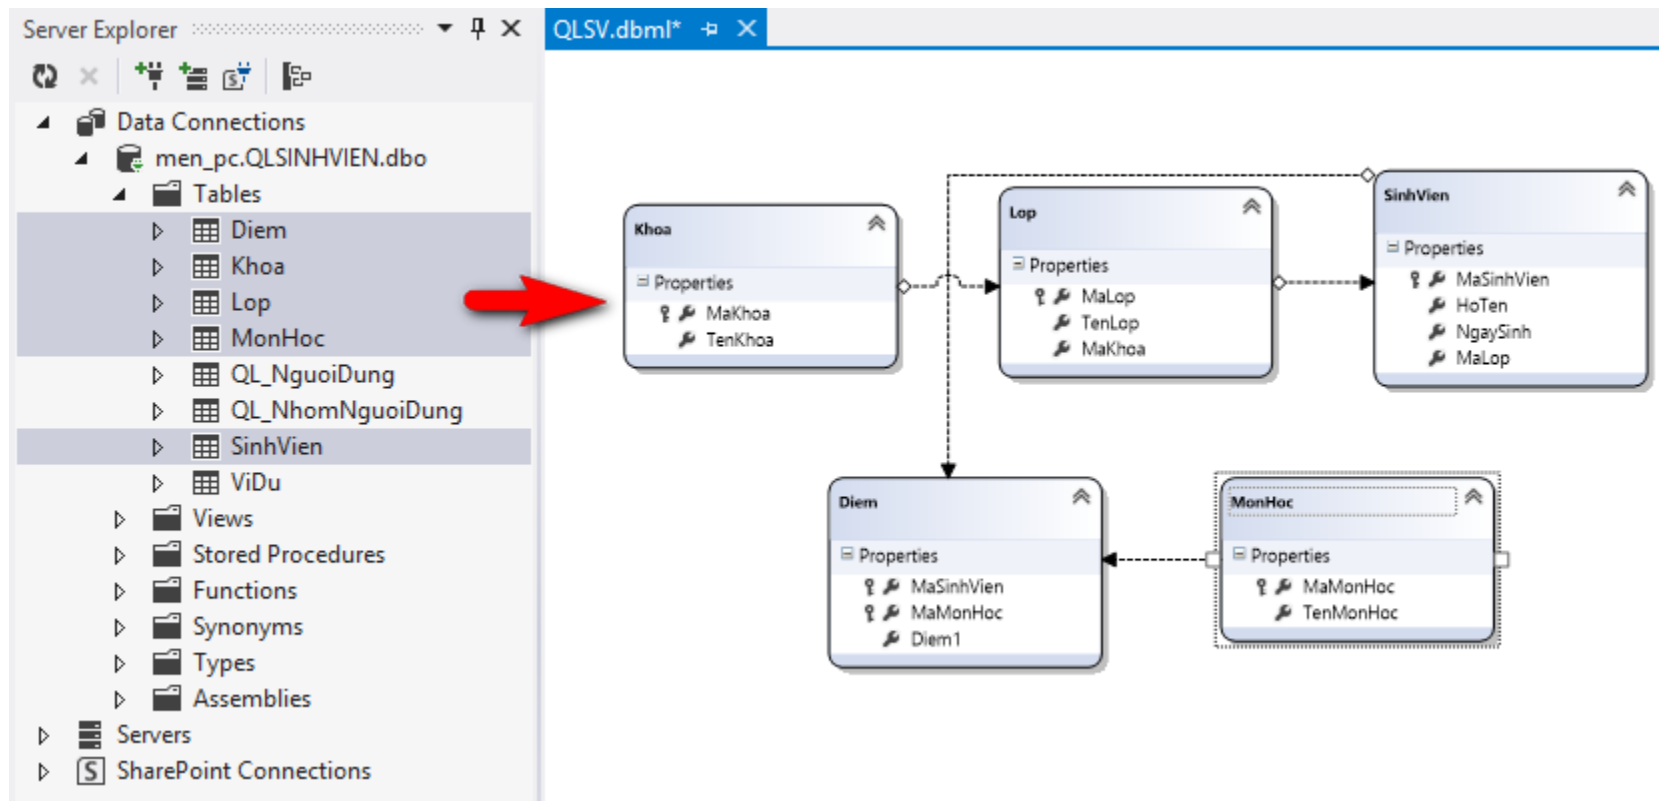 Server Explorer
Data Connections
men_pc.QLSINHVIEN.dbo
Tables
Diem
Khoa
Lop
MonHoc
QL_NguoiDung
QL_NhomNguoiDung
SinhVien
ViDu
Views
Stored Procedures
Functions
Synonyms
Types
Assemblies
Servers
SharePoint Connections
QLSV.dbml*
Khoa
Properties
MaKhoa
TenKhoa
Lop
Properties
MaLop
TenLop
MaKhoa
SinhVien
Properties
MaSinhVien
HoTen
NgaySinh
MaLop
Diem
Properties
MaSinhVien
MaMonHoc
Diem1
MonHoc
Properties
MaMonHoc
TenMonHoc